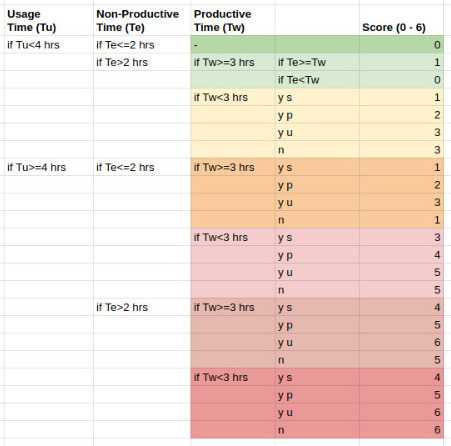 Usage Time (Tu) Non-Productive Time (Te) Productive Time (Tw) Score (0 - 6)
if Tu<4 hrs if Te<=2 hrs - 0
if Te>2 hrs if Tw>=3 hrs if Te>=Tw 1
if Te<Tw 0
if Tw<3 hrs y s 1
y p 2
y u 3
n 3
if Tu>=4 hrs if Te<=2 hrs if Tw>=3 hrs y s 1
y p 2
y u 3
n 1
if Tw<3 hrs y s 3
y p 4
y u 5
n 5
if Te>2 hrs if Tw>=3 hrs y s 4
y p 5
y u 6
n 5
if Tw<3 hrs y s 4
y p 5
y u 6
n 6